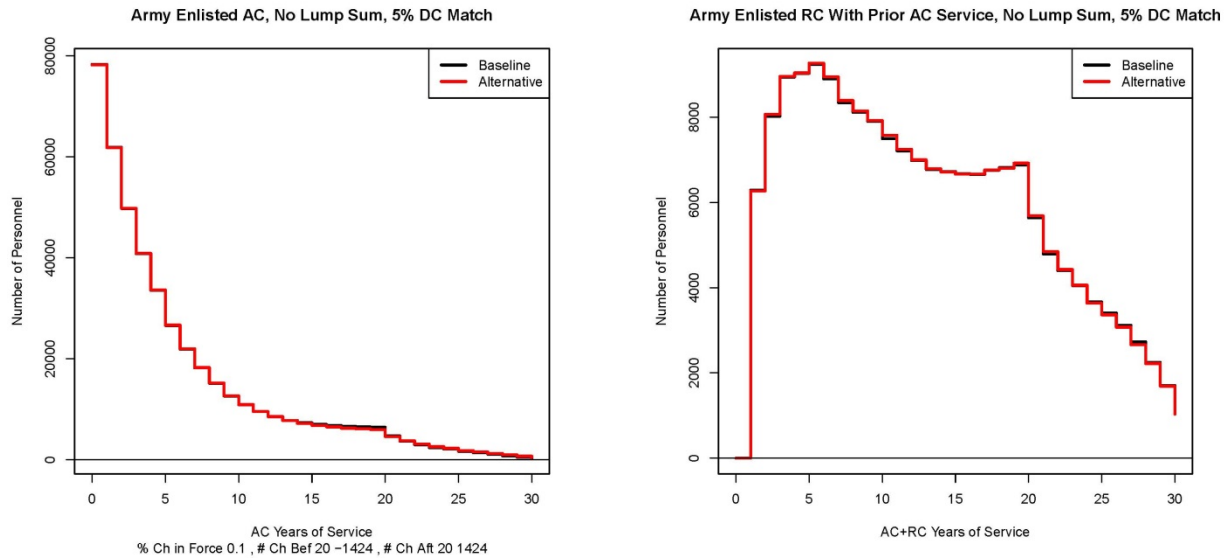 Army Enlisted AC, No Lump Sum, 5% DC Match
Number of Personnel
80000
60000
40000
20000
0
Baseline
Alternative
0 5 10 15 20 25 30
AC Years of Service
% Ch in Force 0.1 , # Ch Bef 20 −1424 , # Ch Aft 20 1424
Army Enlisted RC With Prior AC Service, No Lump Sum, 5% DC Match
Number of Personnel
8000
6000
4000
2000
0
Baseline
Alternative
0 5 10 15 20 25 30
AC+RC Years of Service